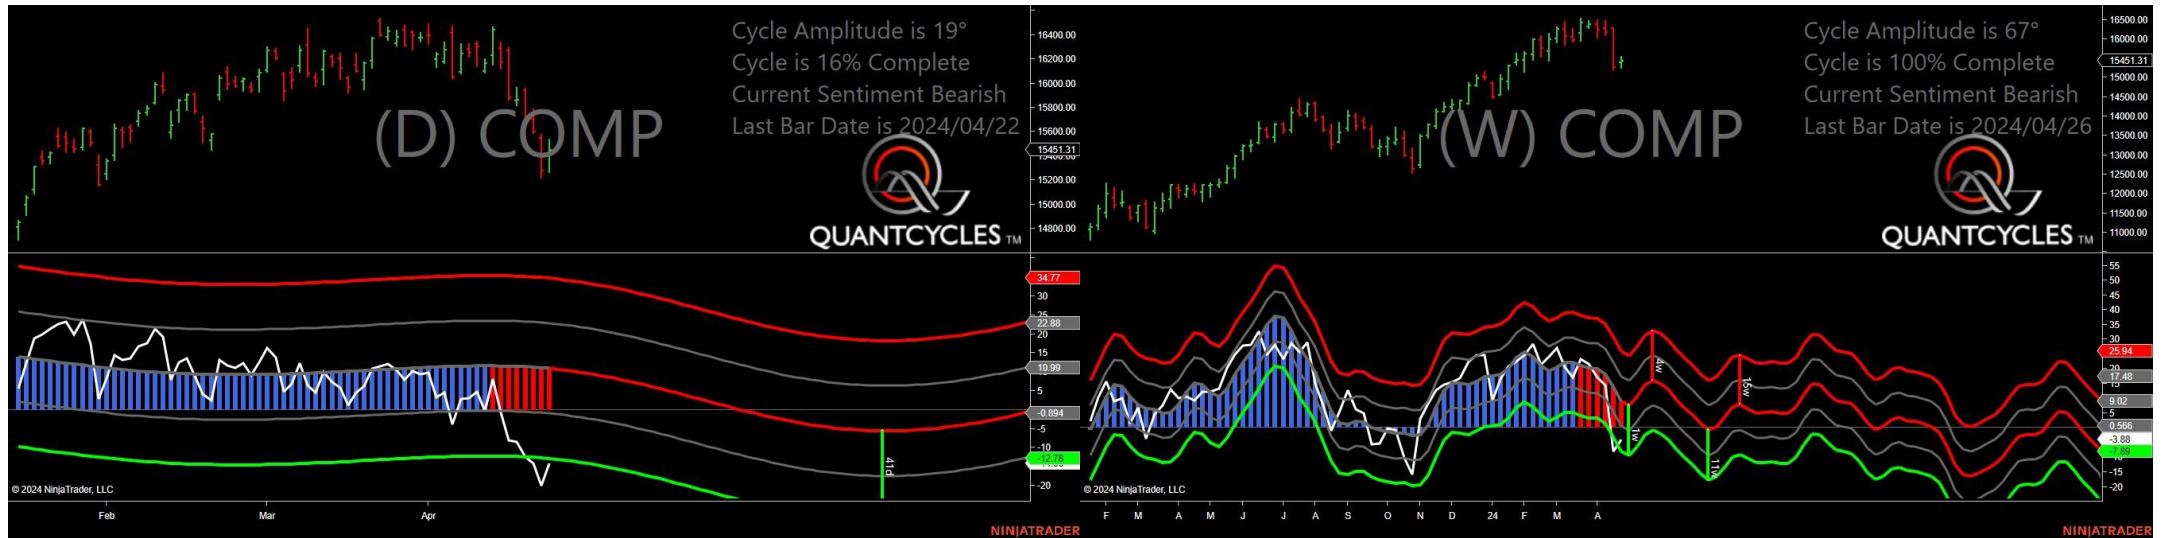 Cycle Amplitude is 19°
Cycle is 16% Complete
Current Sentiment Bearish
Last Bar Date is 2024/04/22
(D) COMP
QUANTCYCLES TM
16400.00
16200.00
16000.00
15800.00
15600.00
15451.31
15400.00
15200.00
15000.00
14800.00
34.77
30
22.88
20
15
10.99
5
-0.894
-5
-10
-12.78
-20
41d
© 2024 NinjaTrader, LLC
Feb Mar Apr
NINJATRADER
Cycle Amplitude is 67°
Cycle is 100% Complete
Current Sentiment Bearish
Last Bar Date is 2024/04/26
(W) COMP
QUANTCYCLES TM
16500.00
16000.00
15451.31
15000.00
14500.00
14000.00
13500.00
13000.00
12500.00
12000.00
11500.00
11000.00
55
50
45
40
35
30
25.94
20
17.48
15
9.02
5
0.566
-3.88
-7.89
-15
-20
4w
15w
1w
11w
© 2024 NinjaTrader, LLC
F M A M J J A S O N D 24 F M A
NINJATRADER